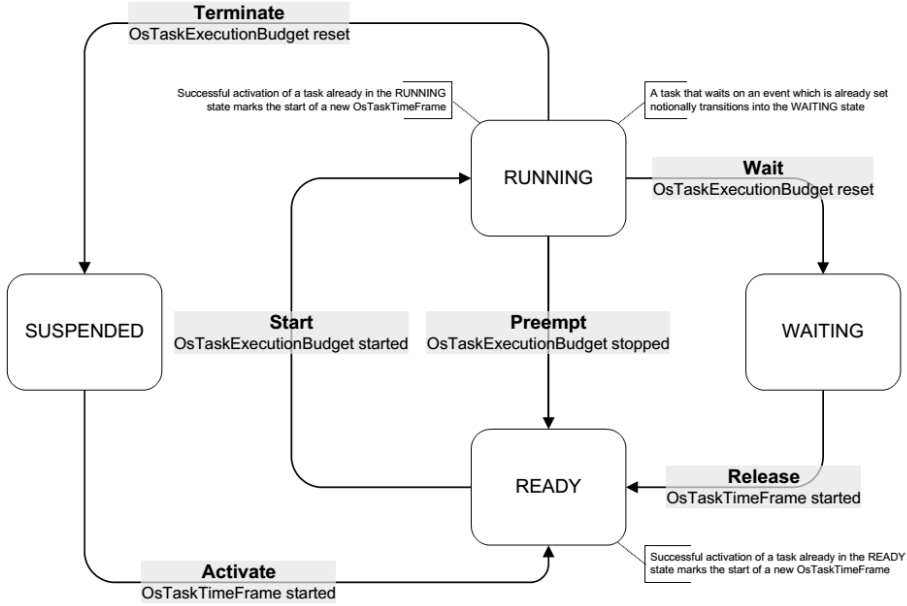 Terminate
OsTaskExecutionBudget reset
Successful activation of a task already in the RUNNING
state marks the start of a new OsTaskTimeFrame
A task that waits on an event which is already set
notionally transitions into the WAITING state
RUNNING
Wait
OsTaskExecutionBudget reset
SUSPENDED
Start
OsTaskExecutionBudget started
Preempt
OsTaskExecutionBudget stopped
WAITING
READY
Release
OsTaskTimeFrame started
Successful activation of a task already in the READY
state marks the start of a new OsTaskTimeFrame
Activate
OsTaskTimeFrame started